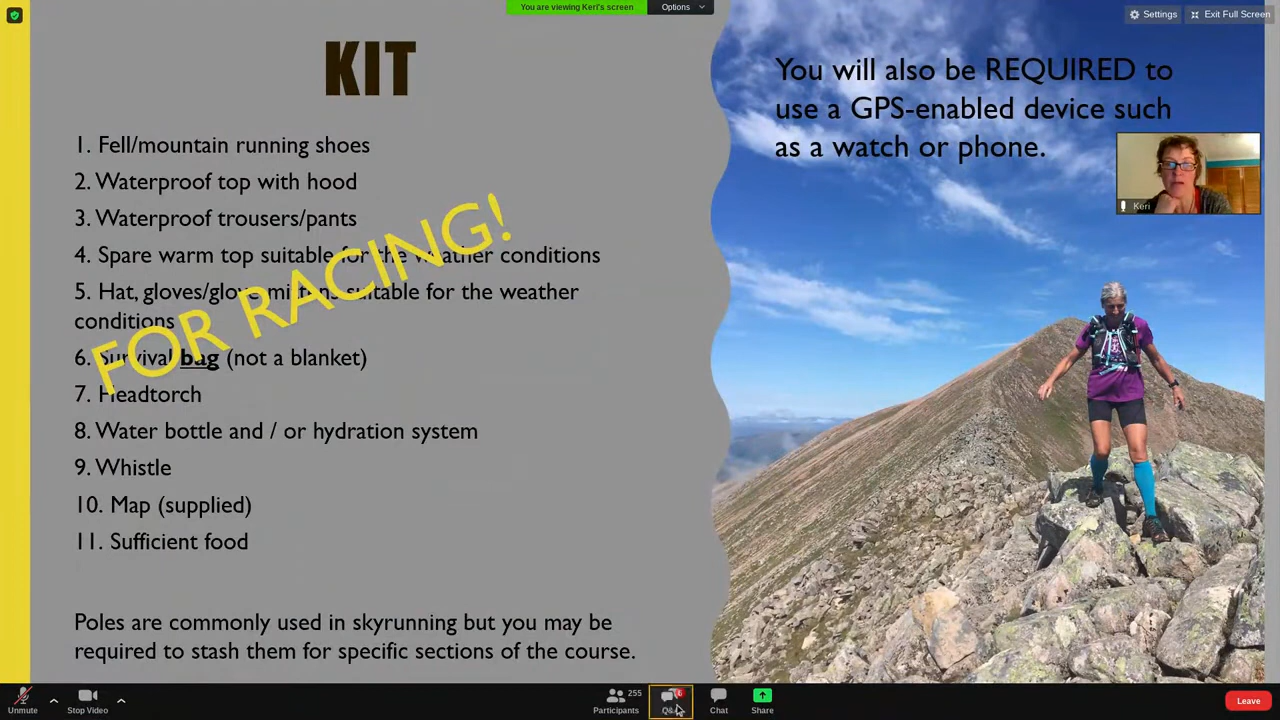 You are viewing Keri's screen
Options
Settings
Exit Full Screen
KIT
1. Fell/mountain running shoes
2. Waterproof top with hood
3. Waterproof trousers/pants
4. Spare warm top suitable for the weather conditions
5. Hat, gloves/glove mittens suitable for the weather
conditions
6. Survival bag (not a blanket)
7. Headtorch
8. Water bottle and / or hydration system
9. Whistle
10. Map (supplied)
11. Sufficient food
FOR RACING!
Poles are commonly used in skyrunning but you may be
required to stash them for specific sections of the course.
You will also be REQUIRED to
use a GPS-enabled device such
as a watch or phone.
Keri
Unmute
Stop Video
255
Participants
Q&A
Chat
Share
Leave